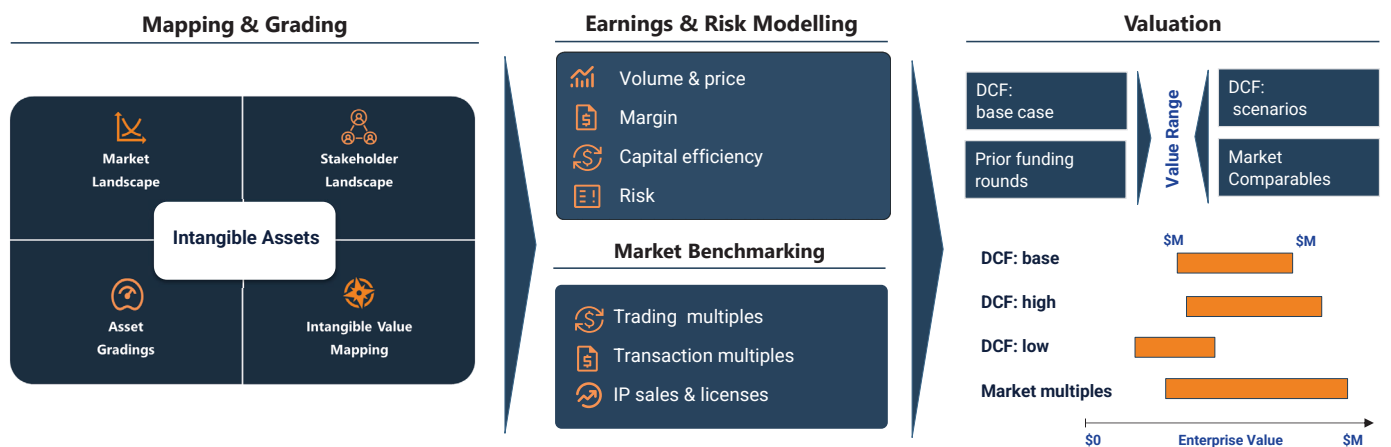 Mapping & Grading
Market
Landscape
Stakeholder
Landscape
Intangible Assets
Asset
Gradings
Intangible Value
Mapping
Earnings & Risk Modelling
Volume & price
Margin
Capital efficiency
Risk
Market Benchmarking
Trading multiples
Transaction multiples
IP sales & licenses
Valuation
DCF:
base case
Prior funding
rounds
Value Range
DCF:
scenarios
Market
Comparables
$M
$M
DCF: base
DCF: high
DCF: low
Market multiples
$0
Enterprise Value
$M